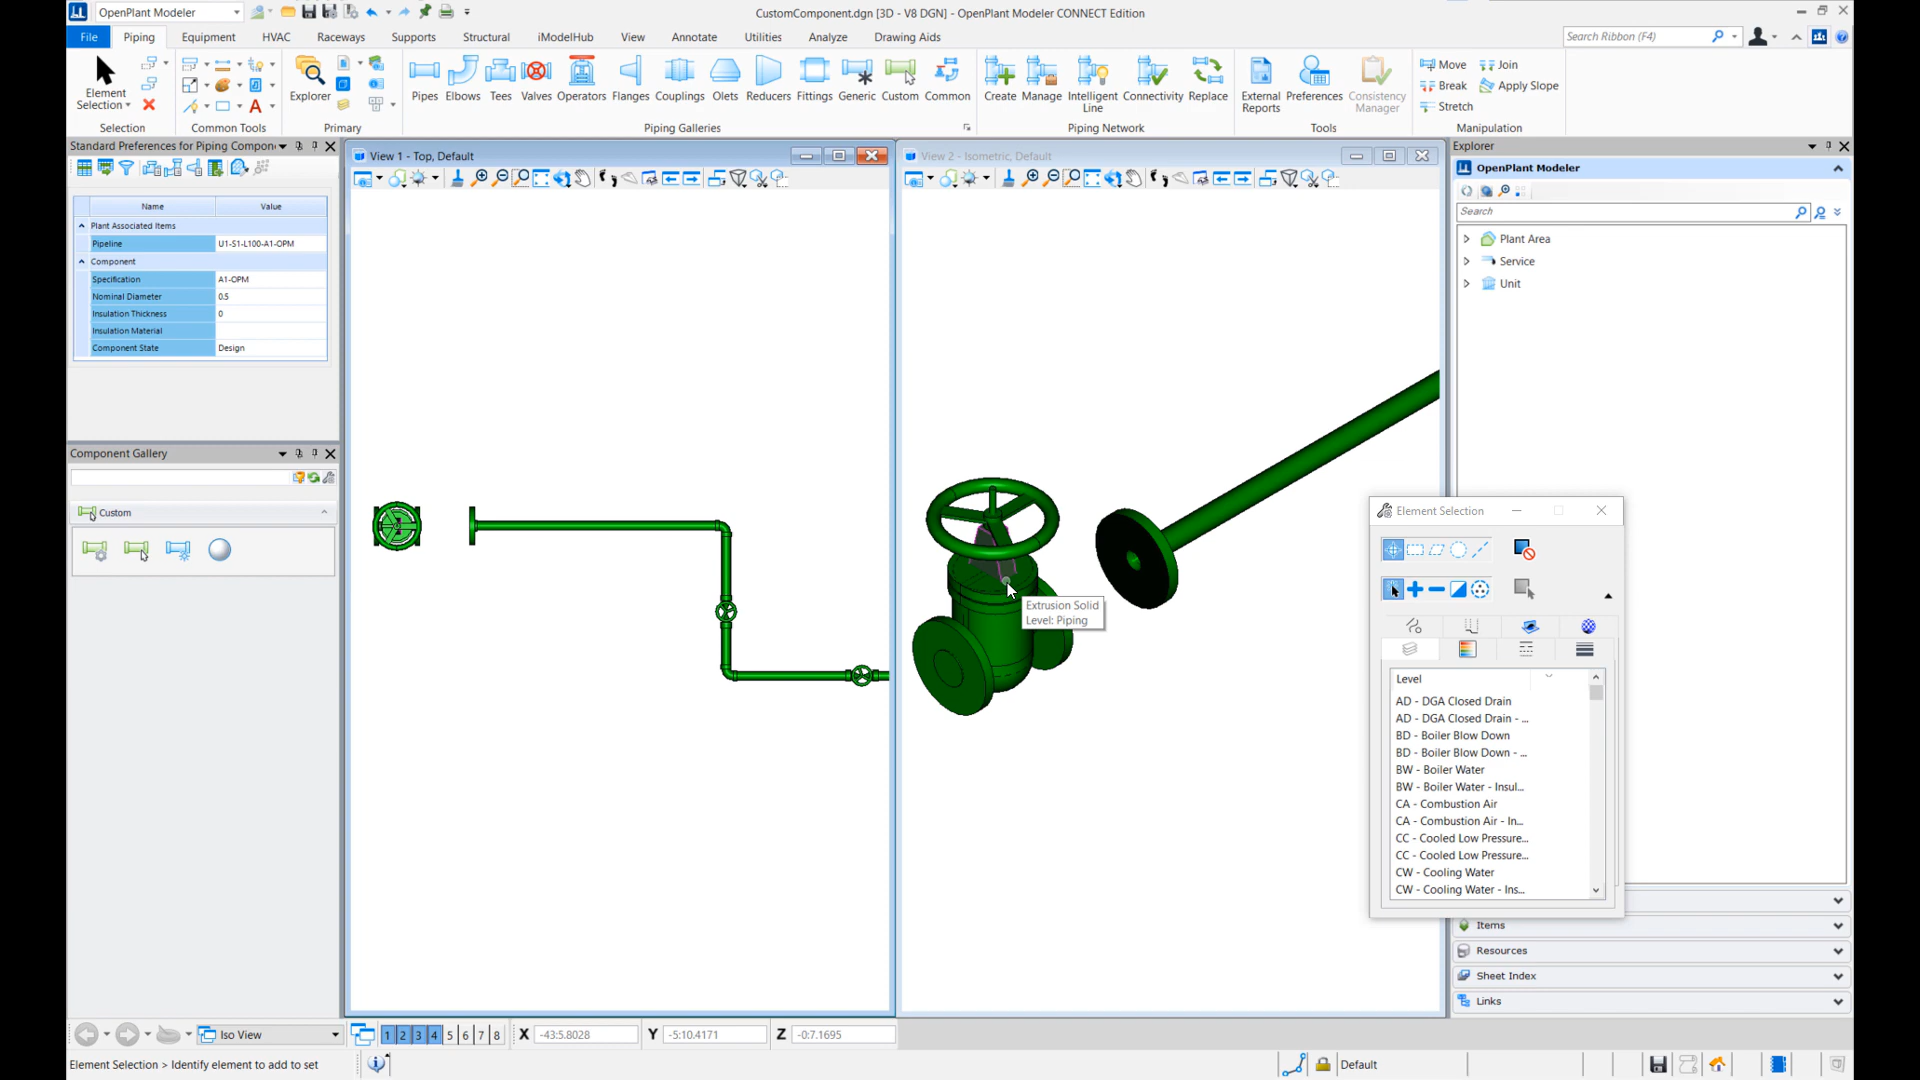 OpenPlant Modeler
CustomComponent.dgn [3D - V8 DGN] - OpenPlant Modeler CONNECT Edition
File
Piping
Equipment
HVAC
Raceways
Supports
Structural
iModelHub
View
Annotate
Utilities
Analyze
Drawing Aids
Search Ribbon (F4)
Element
Selection
Explorer
Pipes
Elbows
Tees
Valves
Operators
Flanges
Couplings
Olets
Reducers
Fittings
Generic
Custom
Common
Create
Manage
Intelligent
Line
Connectivity
Replace
External
Reports
Preferences
Consistency
Manager
Move
Join
Break
Apply Slope
Stretch
Selection
Common Tools
Primary
Piping Galleries
Piping Network
Tools
Manipulation
Standard Preferences for Piping Compon
View 1 - Top, Default
View 2 - Isometric, Default
Explorer
OpenPlant Modeler
Search
Plant Area
Service
Unit
Name
Value
Plant Associated Items
Pipeline
U1-S1-L100-A1-OPM
Component
Specification
A1-OPM
Nominal Diameter
0.5
Insulation Thickness
0
Insulation Material
Component State
Design
Component Gallery
Custom
Extrusion Solid
Level: Piping
Element Selection
Level
AD - DGA Closed Drain
AD - DGA Closed Drain - ...
BD - Boiler Blow Down
BD - Boiler Blow Down - ...
BW - Boiler Water
BW - Boiler Water - Insul...
CA - Combustion Air
CA - Combustion Air - In...
CC - Cooled Low Pressure...
CC - Cooled Low Pressure...
CW - Cooling Water
CW - Cooling Water - Ins...
Items
Resources
Sheet Index
Links
Iso View
1 2 3 4 5 6 7 8
X
-43:5.8028
Y
-5:10.4171
Z
-0:7.1695
Element Selection > Identify element to add to set
Default